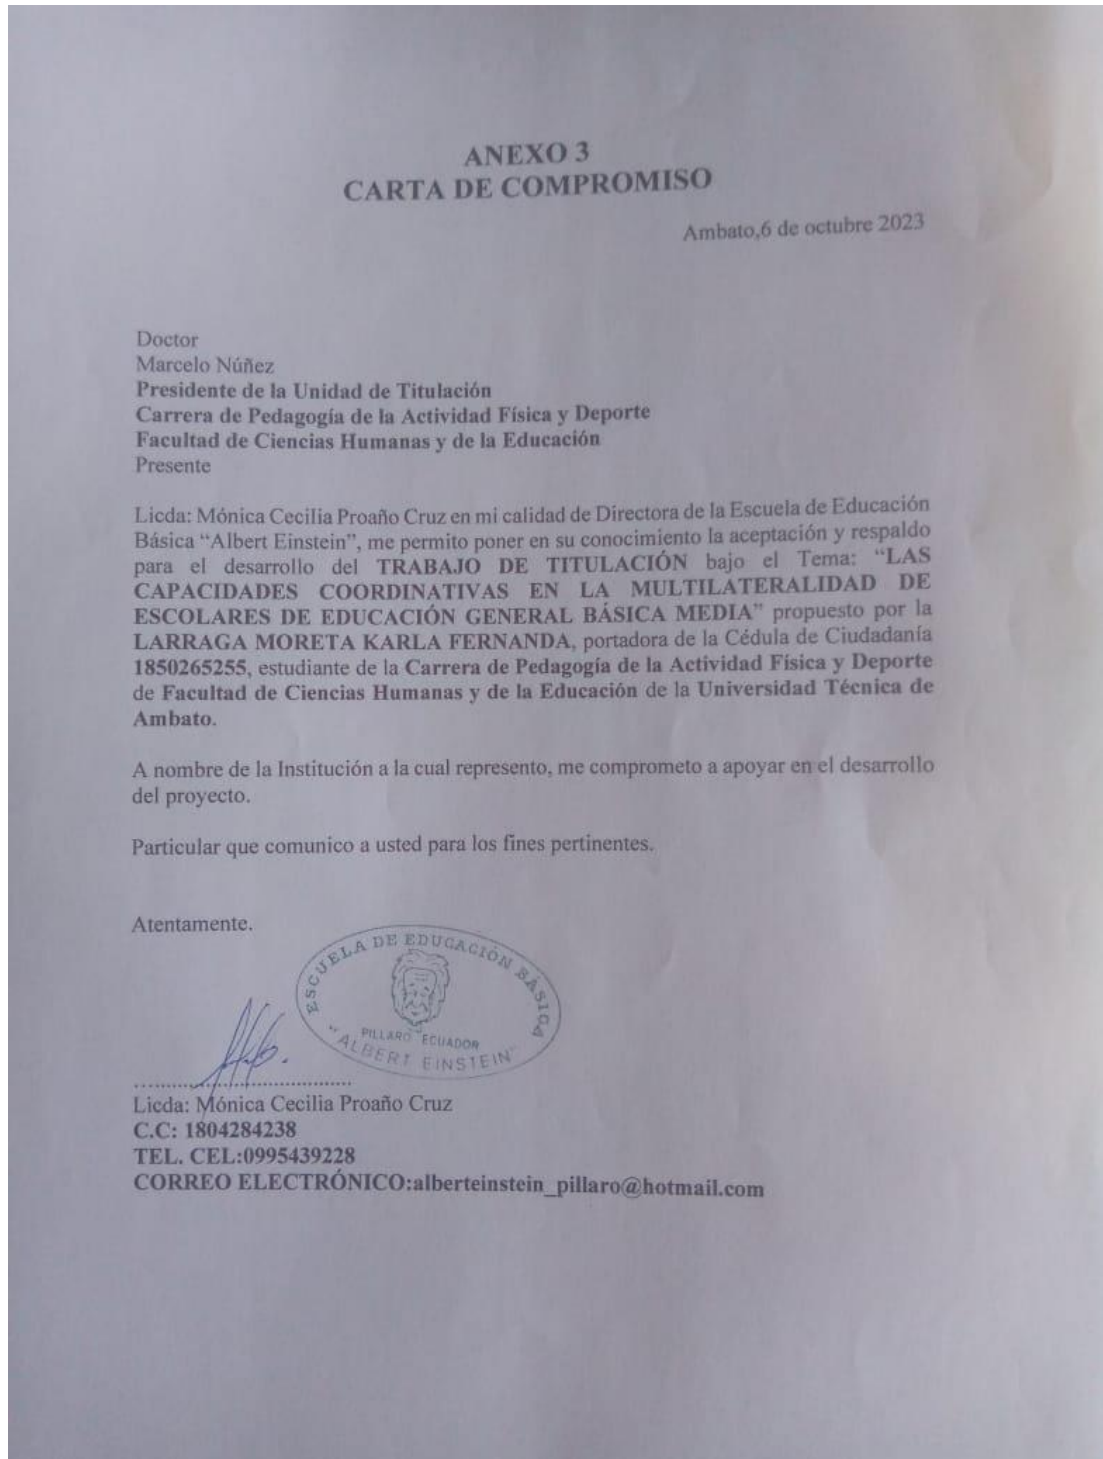 ANEXO 3
CARTA DE COMPROMISO
Ambato,6 de octubre 2023
Doctor
Marcelo Núñez
Presidente de la Unidad de Titulación
Carrera de Pedagogía de la Actividad Física y Deporte
Facultad de Ciencias Humanas y de la Educación
Presente
Licda: Mónica Cecilia Proaño Cruz en mi calidad de Directora de la Escuela de Educación
Básica “Albert Einstein”, me permito poner en su conocimiento la aceptación y respaldo
para el desarrollo del TRABAJO DE TITULACIÓN bajo el Tema: “LAS
CAPACIDADES COORDINATIVAS EN LA MULTILATERALIDAD DE
ESCOLARES DE EDUCACIÓN GENERAL BÁSICA MEDIA” propuesto por la
LARRAGA MORETA KARLA FERNANDA, portadora de la Cédula de Ciudadanía
1850265255, estudiante de la Carrera de Pedagogía de la Actividad Física y Deporte
de Facultad de Ciencias Humanas y de la Educación de la Universidad Técnica de
Ambato.
A nombre de la Institución a la cual represento, me comprometo a apoyar en el desarrollo
del proyecto.
Particular que comunico a usted para los fines pertinentes.
Atentamente.
ESCUELA DE EDUCACIÓN BÁSICA
PILLARO ECUADOR
"ALBERT EINSTEIN"
Licda: Mónica Cecilia Proaño Cruz
C.C: 1804284238
TEL. CEL:0995439228
CORREO ELECTRÓNICO:alberteinstein_pillaro@hotmail.com